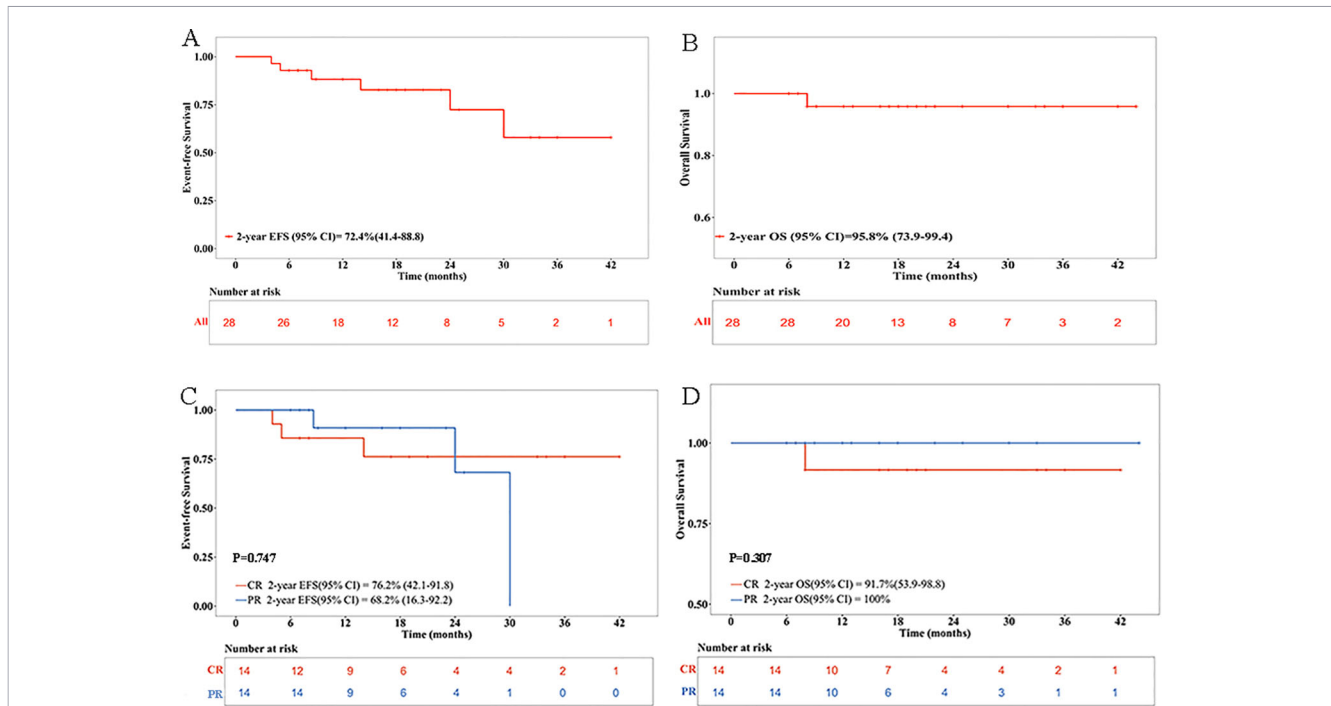 A
Event-free Survival
1.00
0.75
0.50
0.25
0.00
2-year EFS (95% CI)= 72.4%(41.4-88.8)
0 6 12 18 24 30 36 42
Time (months)
Number at risk
All 28 26 18 12 8 5 2 1
B
Overall Survival
1.0
0.8
0.6
2-year OS (95% CI)=95.8% (73.9-99.4)
0 6 12 18 24 30 36 42
Time (months)
Number at risk
All 28 28 20 13 8 7 3 2
C
Event-free Survival
1.00
0.75
0.50
0.25
0.00
P=0.747
CR 2-year EFS(95% CI) = 76.2% (42.1-91.8)
PR 2-year EFS(95% CI) = 68.2% (16.3-92.2)
0 6 12 18 24 30 36 42
Time (months)
Number at risk
CR 14 12 9 6 4 4 2 1
PR 14 14 9 6 4 1 0 0
D
Overall Survival
1.00
0.75
0.50
P=0.307
CR 2-year OS(95% CI) = 91.7%(53.9-98.8)
PR 2-year OS(95% CI) = 100%
0 6 12 18 24 30 36 42
Time (months)
Number at risk
CR 14 14 10 7 4 4 2 1
PR 14 14 10 6 4 3 1 1